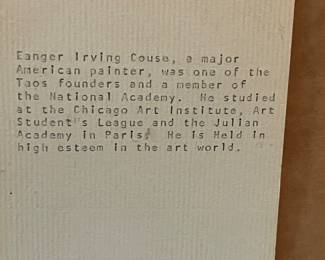 Eanger Irving Couse, a major
American painter, was one of the
Taos founders and a member of
the National Academy.  He studied
at the Chicago Art Institute, Art
Student's League and the Julian
Academy in Paris.  He is Held in
high esteem in the art world.